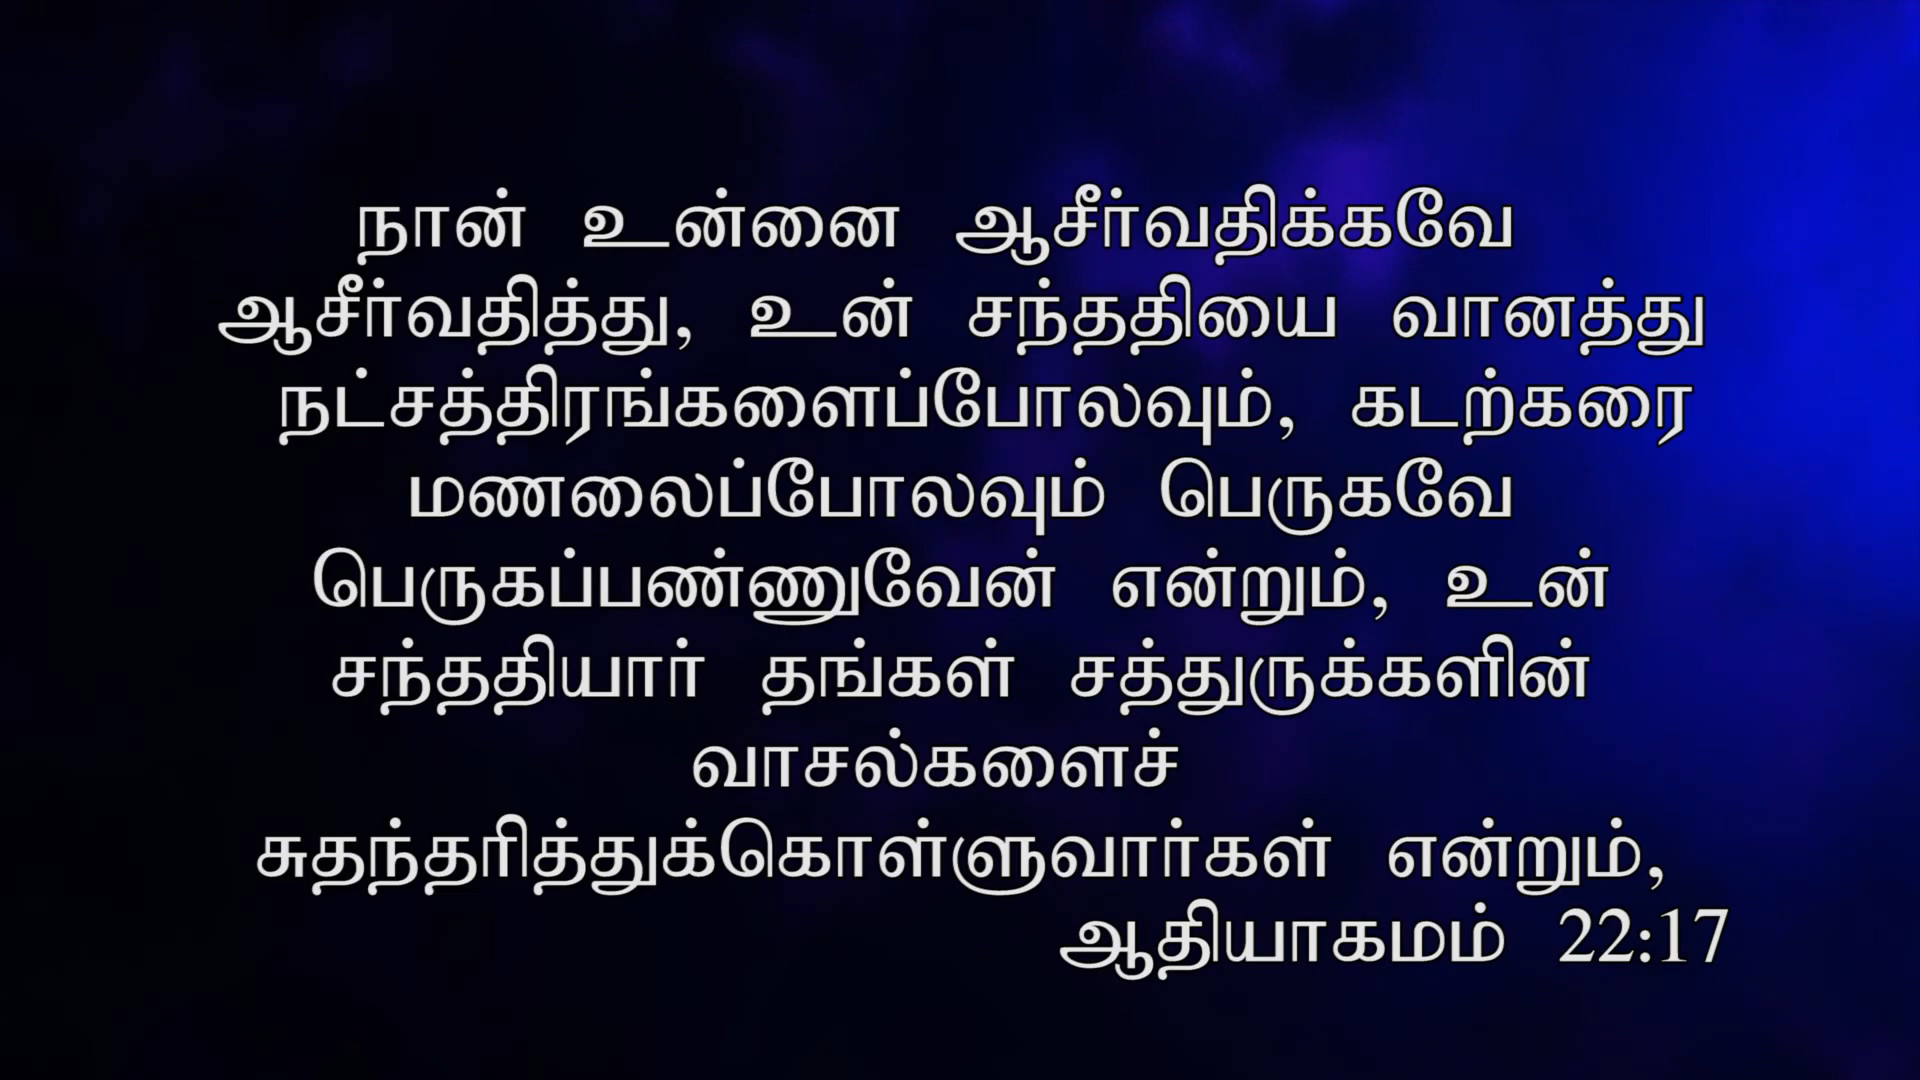 நான் உன்னை ஆசீர்வதிக்கவே
ஆசீர்வதித்து, உன் சந்ததியை வானத்து
நட்சத்திரங்களைப்போலவும், கடற்கரை
மணலைப்போலவும் பெருகவே
பெருகப்பண்ணுவேன் என்றும், உன்
சந்ததியார் தங்கள் சத்துருக்களின்
வாசல்களைச்
சுதந்தரித்துக்கொள்ளுவார்கள் என்றும்,
ஆதியாகமம் 22:17